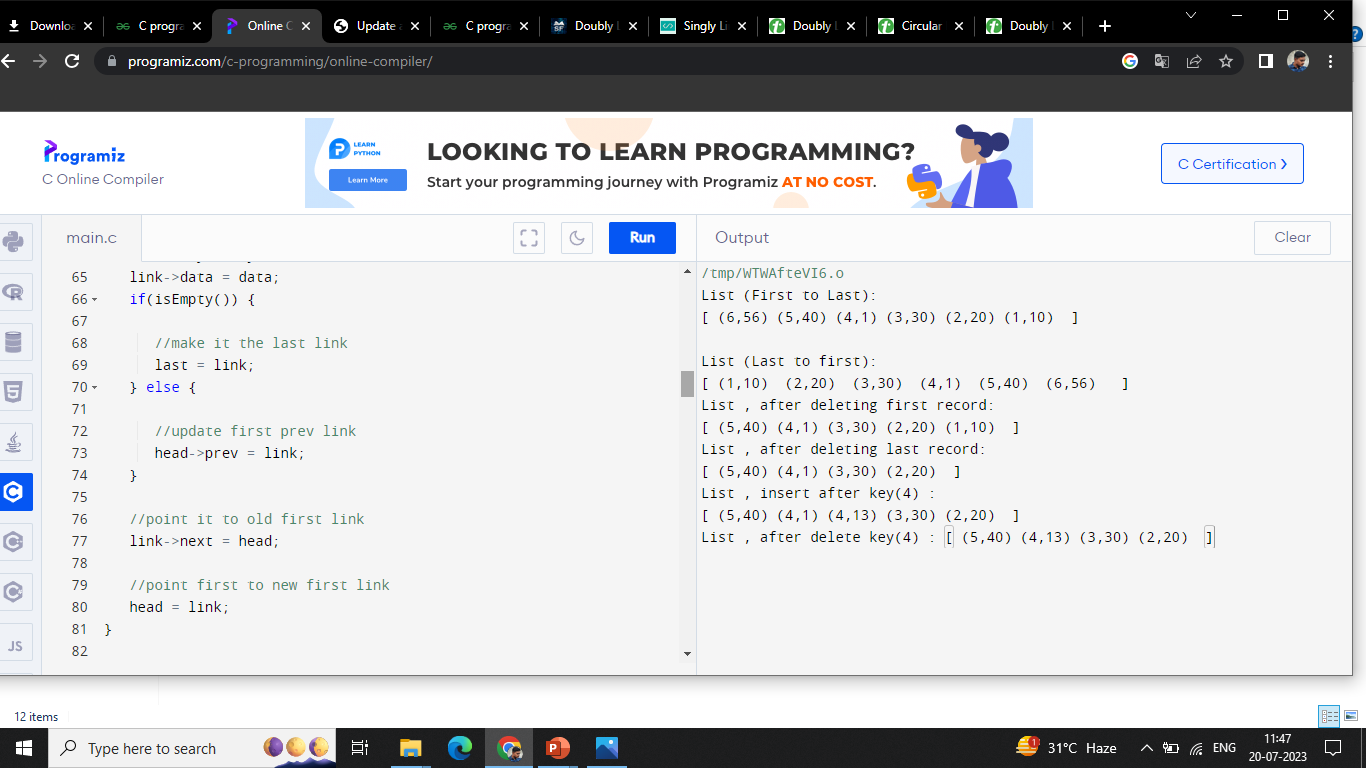 Downlo
C progra
Online C
Update
C progra
Doubly
Singly Li
Doubly
Circular
Doubly
programiz.com/c-programming/online-compiler/
Programiz
C Online Compiler
LEARN
PYTHON
Learn More
LOOKING TO LEARN PROGRAMMING?
Start your programming journey with Programiz AT NO COST.
C Certification >
main.c
Run
Output
Clear
65 link->data = data;
66 if(isEmpty()) {
67
68 //make it the last link
69 last = link;
70 } else {
71
72 //update first prev link
73 head->prev = link;
74 }
75
76 //point it to old first link
77 link->next = head;
78
79 //point first to new first link
80 head = link;
81 }
82
JS
/tmp/WTWAfteVI6.o
List (First to Last):
[ (6,56) (5,40) (4,1) (3,30) (2,20) (1,10)  ]
List (Last to first):
[ (1,10)  (2,20)  (3,30)  (4,1)  (5,40)  (6,56)   ]
List , after deleting first record:
[ (5,40) (4,1) (3,30) (2,20) (1,10)  ]
List , after deleting last record:
[ (5,40) (4,1) (3,30) (2,20)  ]
List , insert after key(4) :
[ (5,40) (4,1) (4,13) (3,30) (2,20)  ]
List , after delete key(4) : [ (5,40) (4,13) (3,30) (2,20)  ]
12 items
Type here to search
31°C Haze
ENG
11:47
20-07-2023